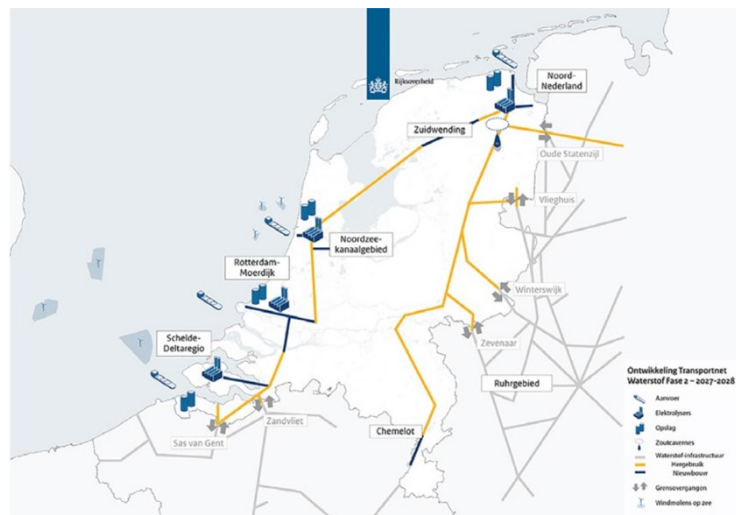 Rijksoverheid
Noord-
Nederland
Zuidwending
Oude Statenzijl
Vlieghuis
Noordzee-
kanaalgebied
Rotterdam-
Moerdijk
Winterswijk
Schelde-
Deltaregio
Zevenaar
Ruhrgebied
Zandvliet
Chemelot
Sas van Gent
Ontwikkeling Transportnet
Waterstof Fase 2 – 2027-2028
Aanvoer
Elektrolysers
Opslag
Zoutcavernes
Waterstof-infrastructuur
Hergebruik
Nieuwbouw
Grensovergangen
Windmolens op zee